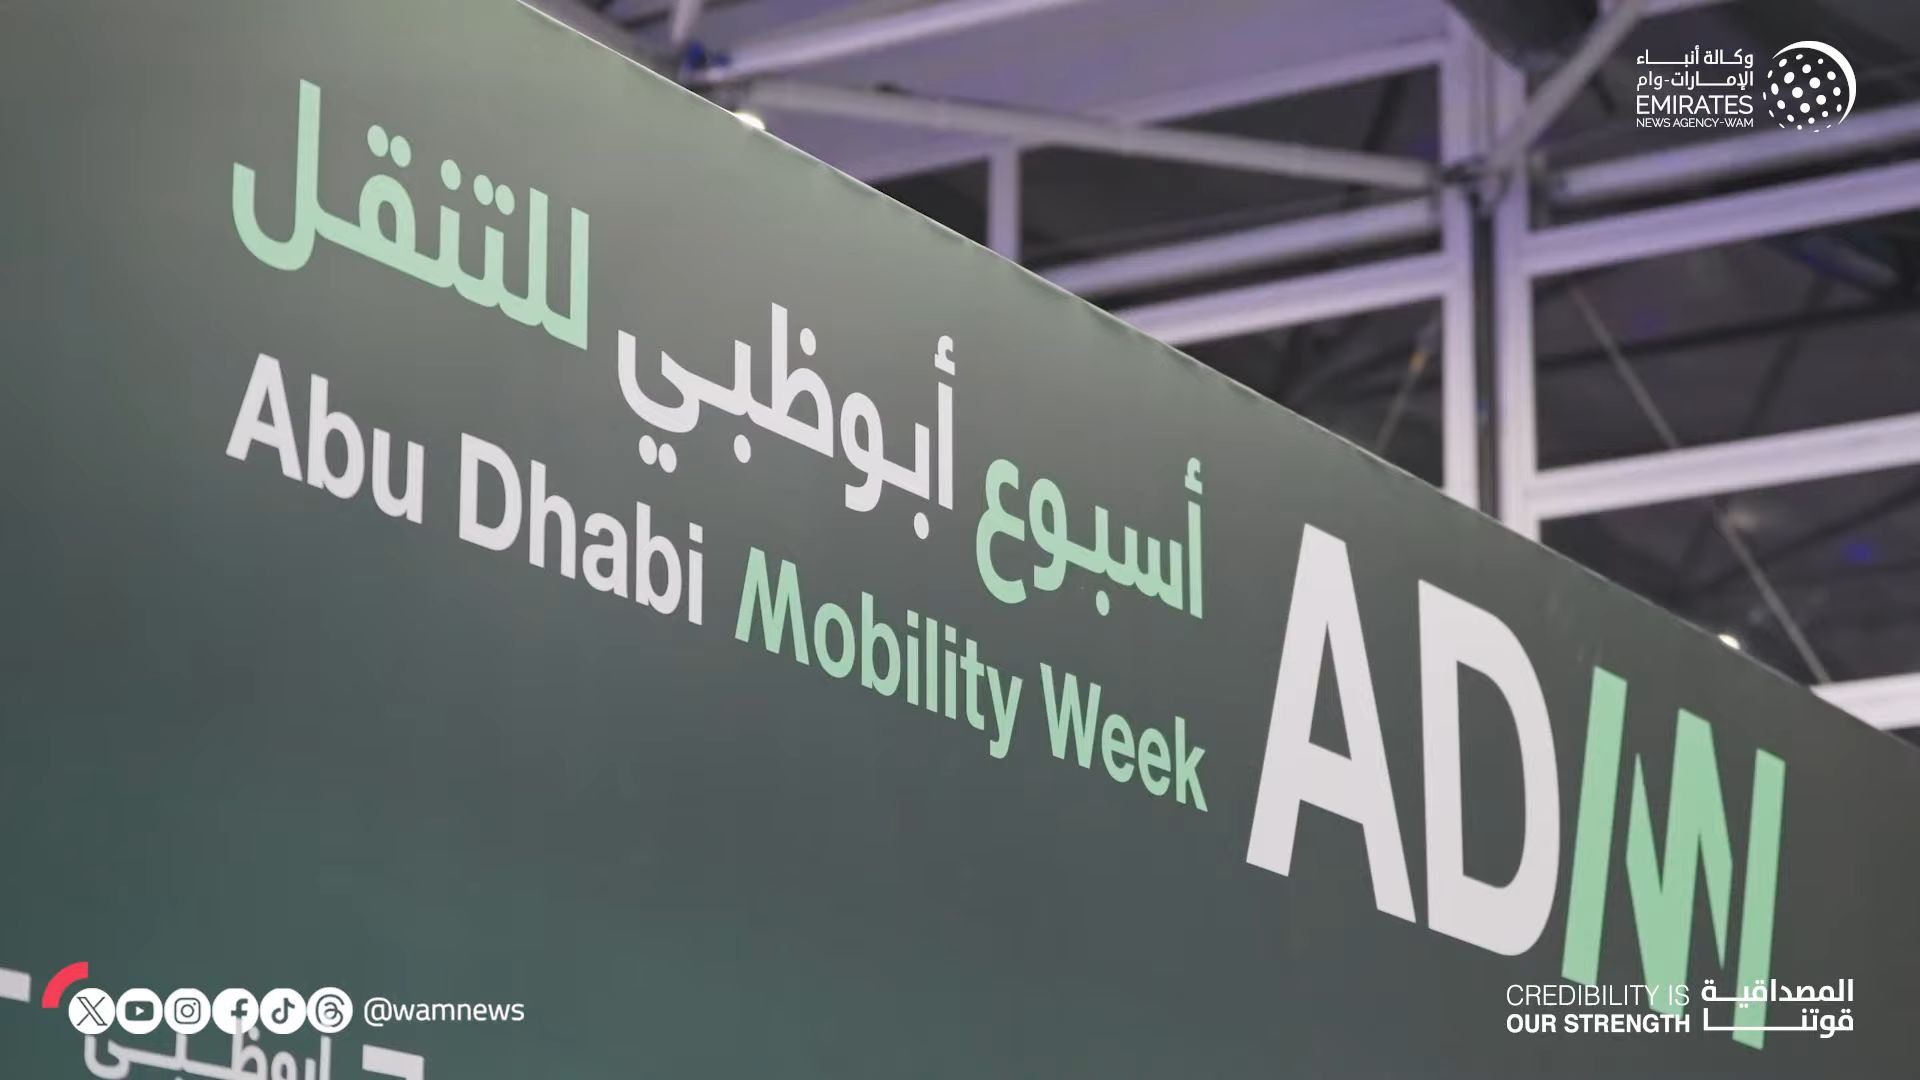 وكالة أنباء
الإمارات-وام
EMIRATES
NEWS AGENCY-WAM
أسبوع أبوظبي للتنقل
Abu Dhabi Mobility Week
ADMW
@wamnews
أبوظبي
CREDIBILITY IS
OUR STRENGTH
المصداقية
قوتنا